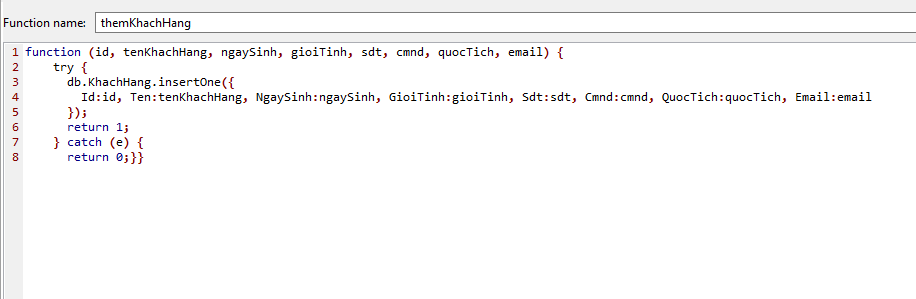 Function name: themKhachHang
1 function (id, tenKhachHang, ngaySinh, gioiTinh, sdt, cmnd, quocTich, email) {
2 try {
3 db.KhachHang.insertOne({
4 Id:id, Ten:tenKhachHang, NgaySinh:ngaySinh, GioiTinh:gioiTinh, Sdt:sdt, Cmnd:cmnd, QuocTich:quocTich, Email:email
5 });
6 return 1;
7 } catch (e) {
8 return 0;}}